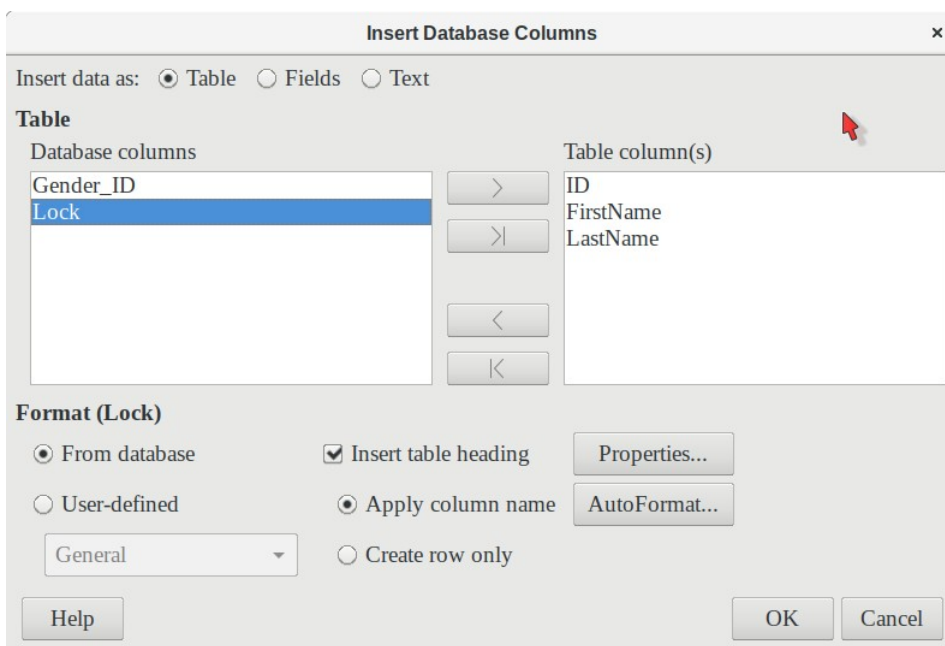 Insert Database Columns ×
Insert data as: Table Fields Text
Table
Database columns
Table column(s)
Gender_ID
Lock
>
>|
<
|<
ID
FirstName
LastName
Format (Lock)
From database
Insert table heading
Properties...
User-defined
Apply column name
AutoFormat...
General
Create row only
Help
OK
Cancel